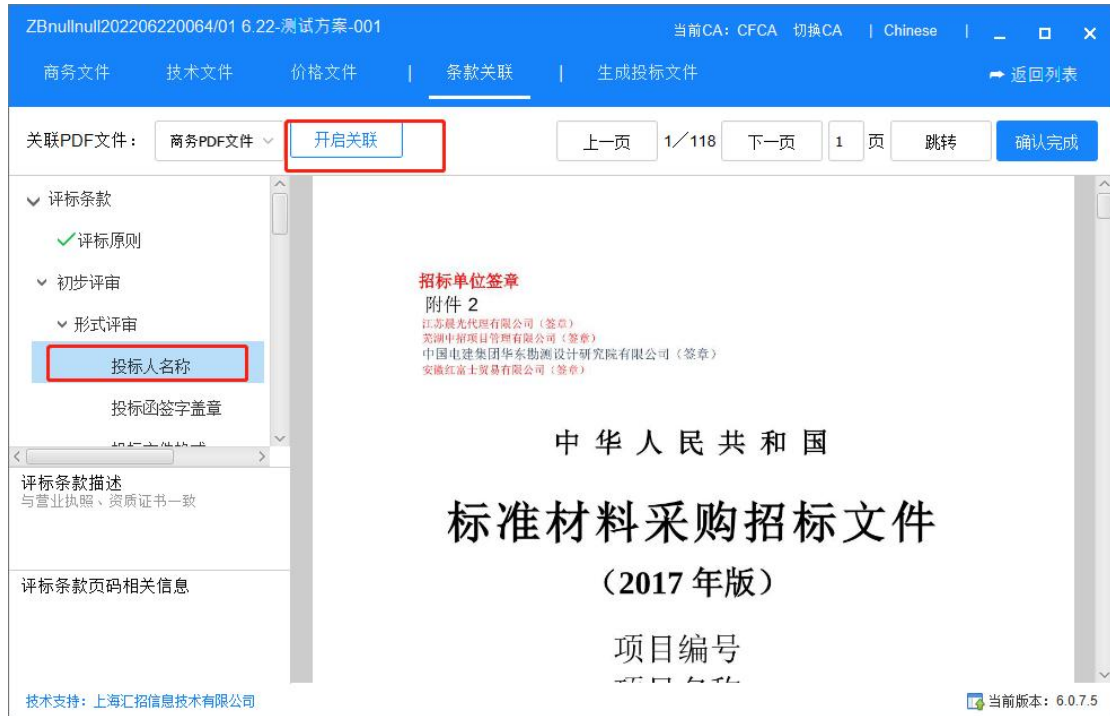 ZBnullnull202206220064/01 6.22-测试方案-001 当前CA: CFCA 切换CA | Chinese |
商务文件 技术文件 价格文件 | 条款关联 | 生成投标文件 返回列表
关联PDF文件: 商务PDF文件 开启关联 上一页 1/118 下一页 1 页 跳转 确认完成
评标条款
评标原则
初步评审
形式评审
投标人名称
投标函签字盖章
评标条款描述
与营业执照、资质证书一致
评标条款页码相关信息
招标单位签章
附件 2
江苏晨光代理有限公司（签章）
芜湖中招项目管理有限公司（签章）
中国电建集团华东勘测设计研究院有限公司（签章）
安徽红富士贸易有限公司（签章）
中华人民共和国
标准材料采购招标文件
（2017 年版）
项目编号
技术支持: 上海汇招信息技术有限公司 当前版本: 6.0.7.5